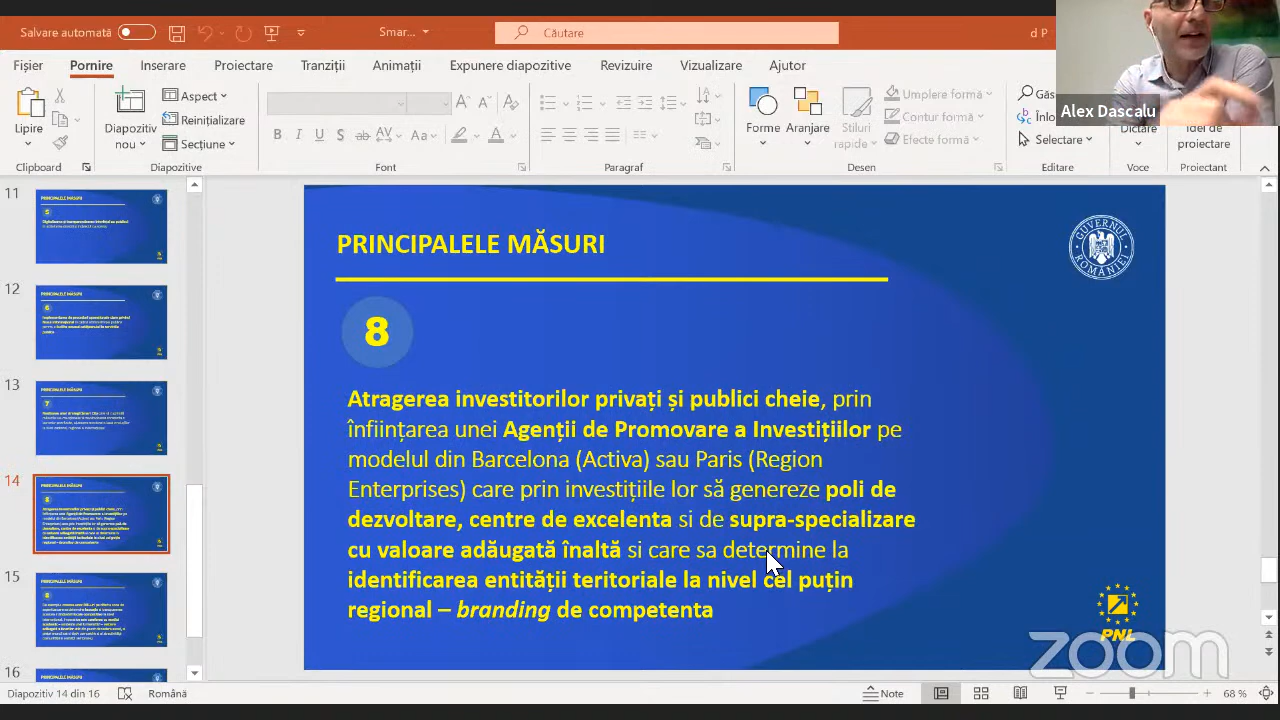 Salvare automată
Smar...
Căutare
d P
Fișier
Pornire
Inserare
Proiectare
Tranziții
Animații
Expunere diapozitive
Revizuire
Vizualizare
Ajutor
Alex Dascalu
Lipire
Diapozitiv
nou
Aspect
Reinițializare
Secțiune
Forme
Aranjare
Stiluri
rapide
Umplere formă
Contur formă
Efecte formă
Selectare
Dictare
Idei de
proiectare
Clipboard
Diapozitive
Font
Paragraf
Desen
Editare
Voce
Proiectant
11
12
13
14
15
16
PRINCIPALELE MĂSURI
GUVERNUL ROMÂNIEI
8
Atragerea investitorilor privați și publici cheie, prin
înființarea unei Agenții de Promovare a Investițiilor pe
modelul din Barcelona (Activa) sau Paris (Region
Enterprises) care prin investițiile lor să genereze poli de
dezvoltare, centre de excelenta si de supra-specializare
cu valoare adăugată înaltă si care sa determine la
identificarea entității teritoriale la nivel cel puțin
regional – branding de competenta
PNL
zoom
Diapozitiv 14 din 16
Română
Note
68 %